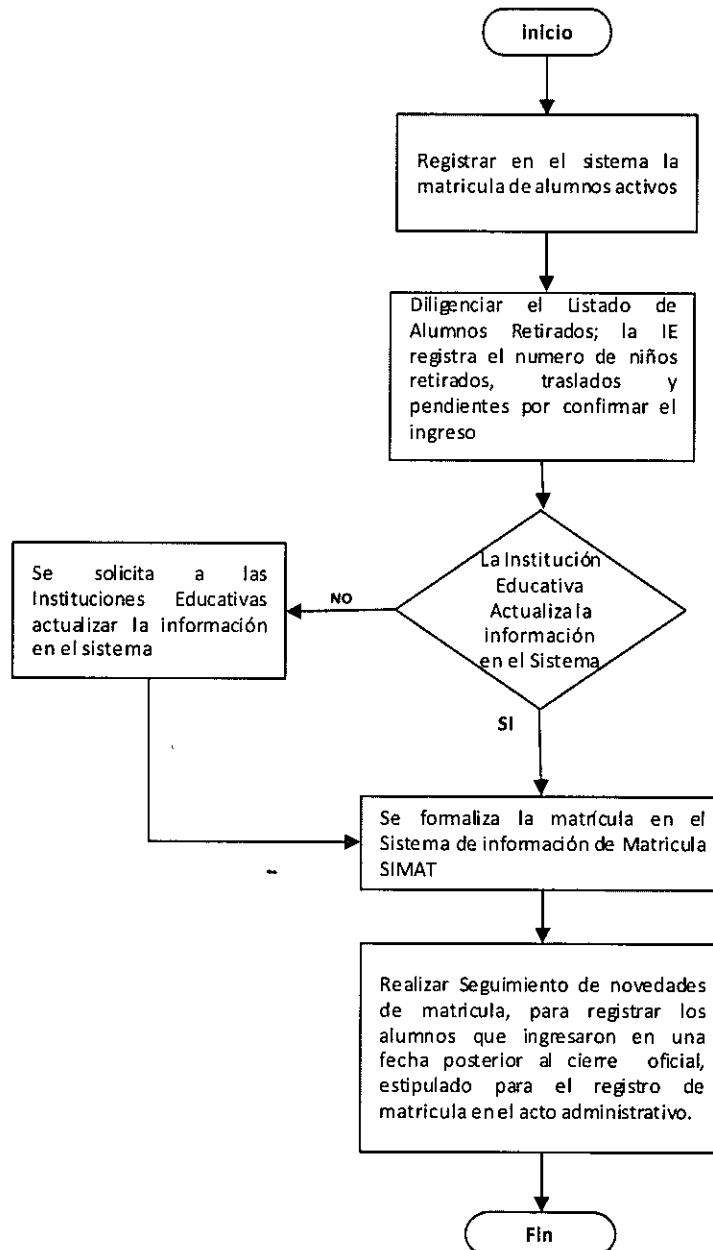 inicio
Registrar en el sistema la
matricula de alumnos activos
Diligenciar el Listado de
Alumnos Retirados; la IE
registra el numero de niños
retirados, traslados y
pendientes por confirmar el
ingreso
La Institución
Educativa
Actualiza la
información
en el Sistema
NO
Se solicita a las
Instituciones Educativas
actualizar la información
en el sistema
SI
Se formaliza la matrícula en el
Sistema de información de Matricula
SIMAT
Realizar Seguimiento de novedades
de matricula, para registrar los
alumnos que ingresaron en una
fecha posterior al cierre oficial,
estipulado para el registro de
matricula en el acto administrativo.
Fin